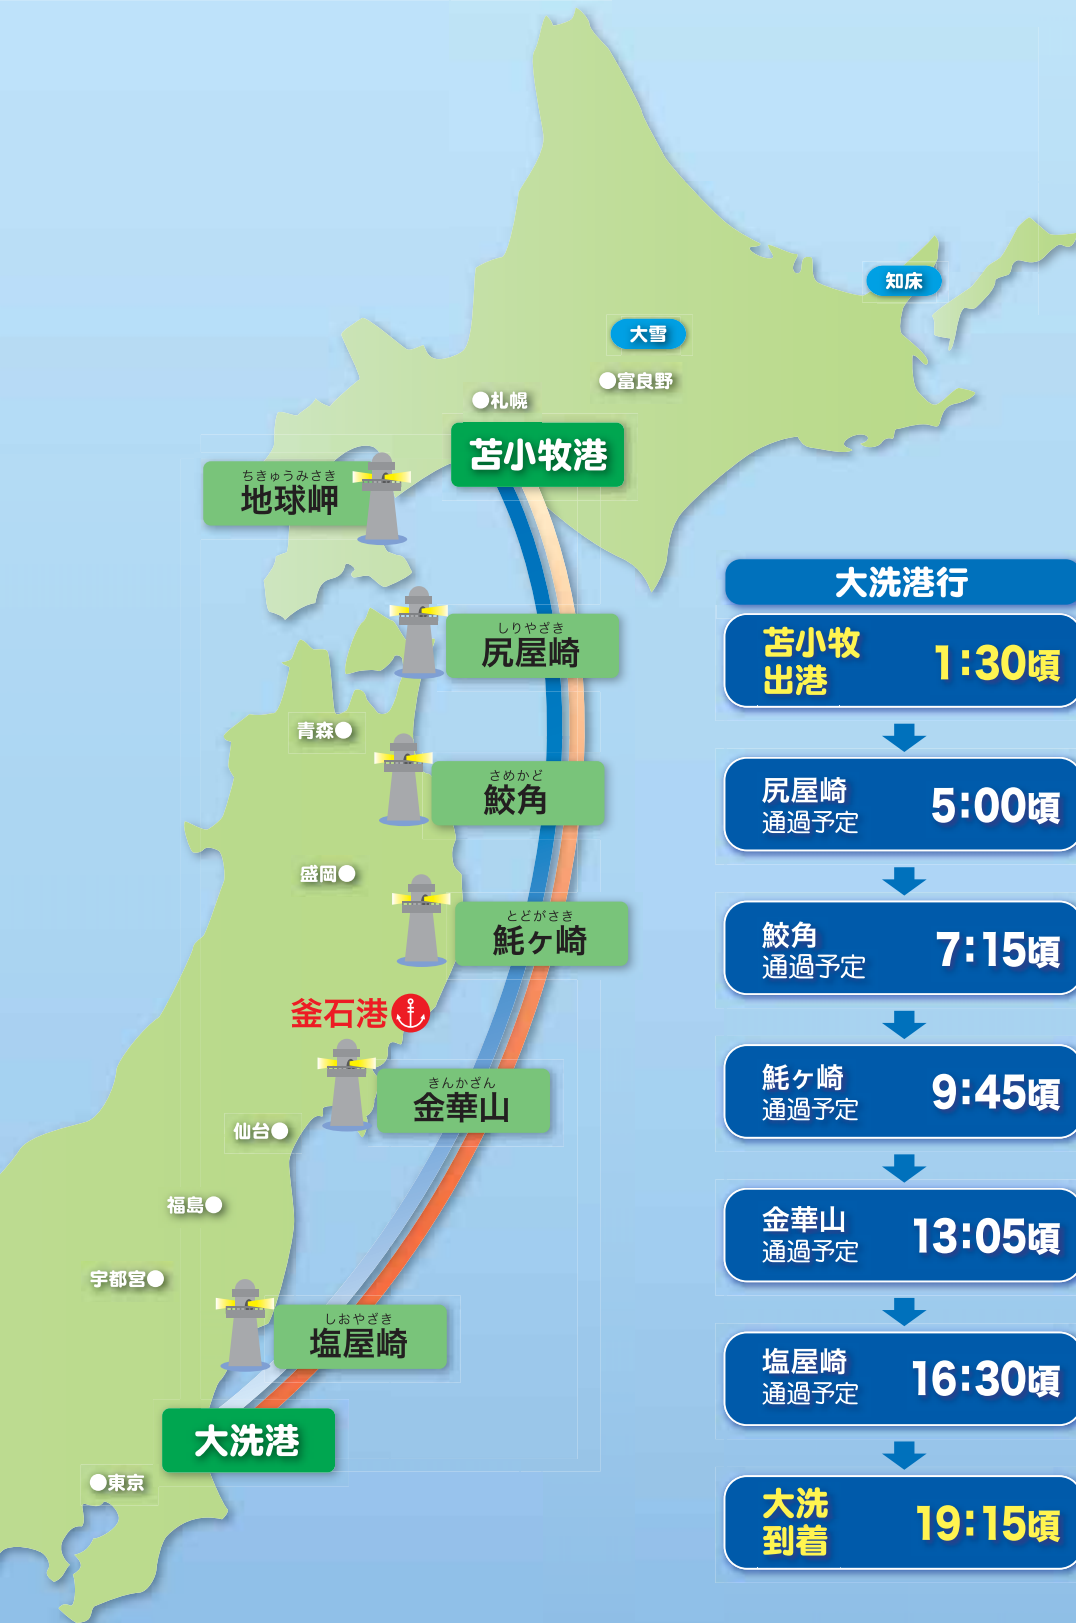 知床
大雪
富良野
札幌
苫小牧港
ちきゅうみさき
地球岬
しりやざき
尻屋崎
青森
さめかど
鮫角
盛岡
とどがさき
魹ヶ崎
釜石港
きんかざん
金華山
仙台
福島
宇都宮
しおやざき
塩屋崎
大洗港
東京
大洗港行
苫小牧
出港
1:30頃
尻屋崎
通過予定
5:00頃
鮫角
通過予定
7:15頃
魹ヶ崎
通過予定
9:45頃
金華山
通過予定
13:05頃
塩屋崎
通過予定
16:30頃
大洗
到着
19:15頃